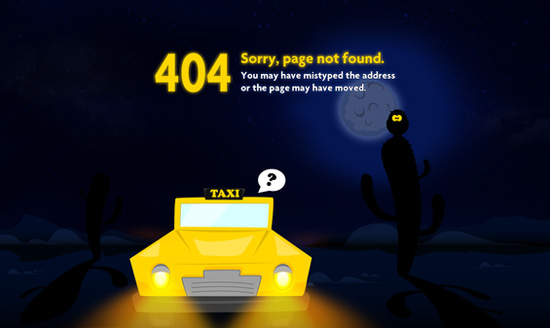 404
Sorry, page not found.
You may have mistyped the address
or the page may have moved.
?
TAXI